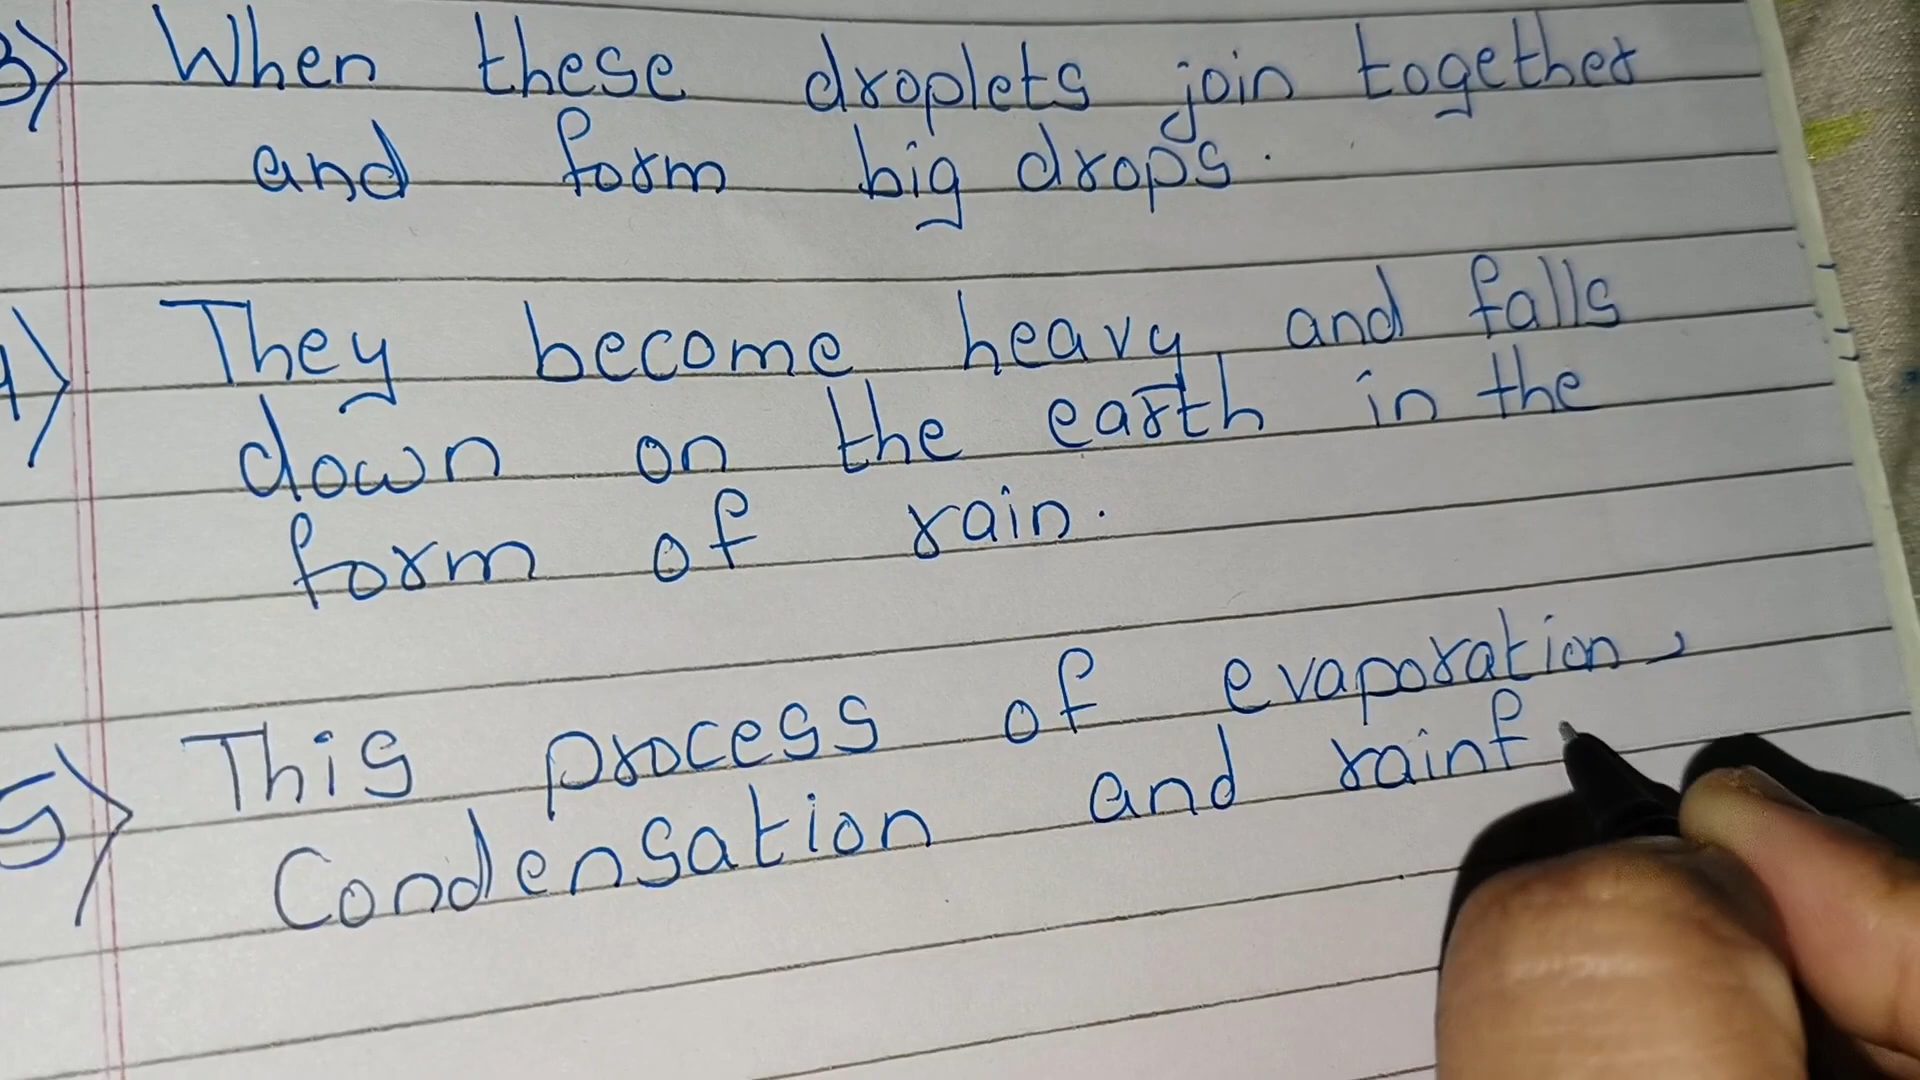 3) When these droplets join together
and form big drops.
4) They become heavy and falls
down on the earth in the
form of rain.
5) This process of evaporation,
Condensation and rainf